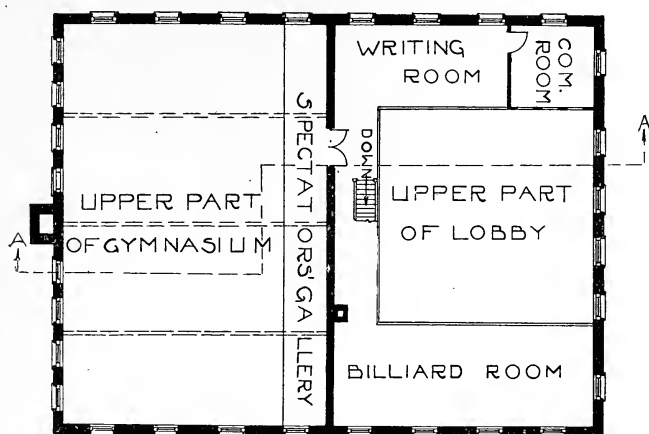 WRITING
ROOM
COM.
ROOM
SPECTATORS' GALLERY
DOWN
A
UPPER PART
OF GYMNASIUM
A
UPPER PART
OF LOBBY
BILLIARD ROOM